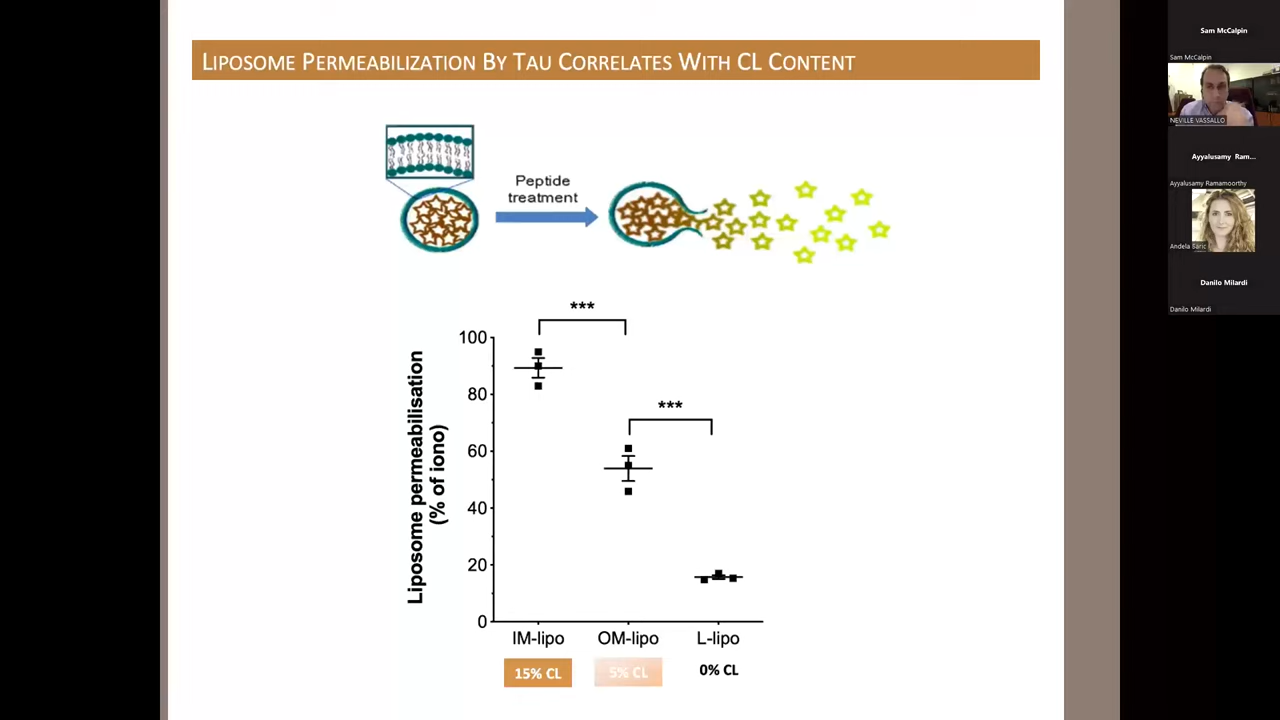 LIPOSOME PERMEABILIZATION BY TAU CORRELATES WITH CL CONTENT
Peptide
treatment
***
***
Liposome permeabilisation
(% of iono)
100
80
60
40
20
0
IM-lipo
OM-lipo
L-lipo
15% CL
5% CL
0% CL
Sam McCalpin
Sam McCalpin
NEVILLE VASSALLO
Ayyalusamy Ram...
Ayyalusamy Ramamoorthy
Andela Saric
Danilo Milardi
Danilo Milardi